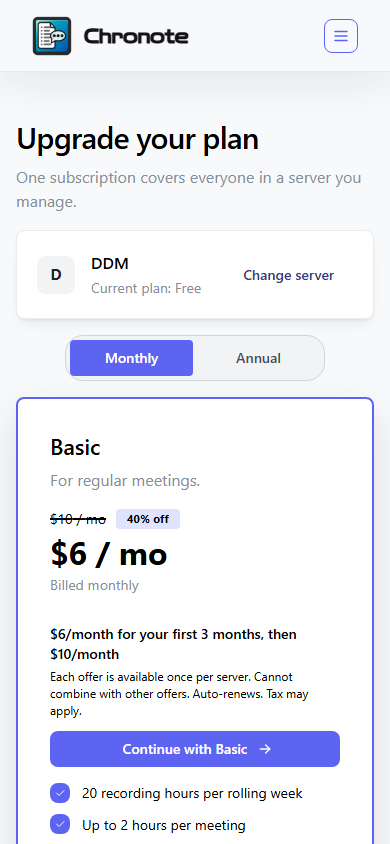 Chronote
Upgrade your plan
One subscription covers everyone in a server you
manage.
D
DDM
Current plan: Free
Change server
Monthly
Annual
Basic
For regular meetings.
$10 / mo
40% off
$6 / mo
Billed monthly
$6/month for your first 3 months, then
$10/month
Each offer is available once per server. Cannot
combine with other offers. Auto-renews. Tax may
apply.
Continue with Basic →
20 recording hours per rolling week
Up to 2 hours per meeting